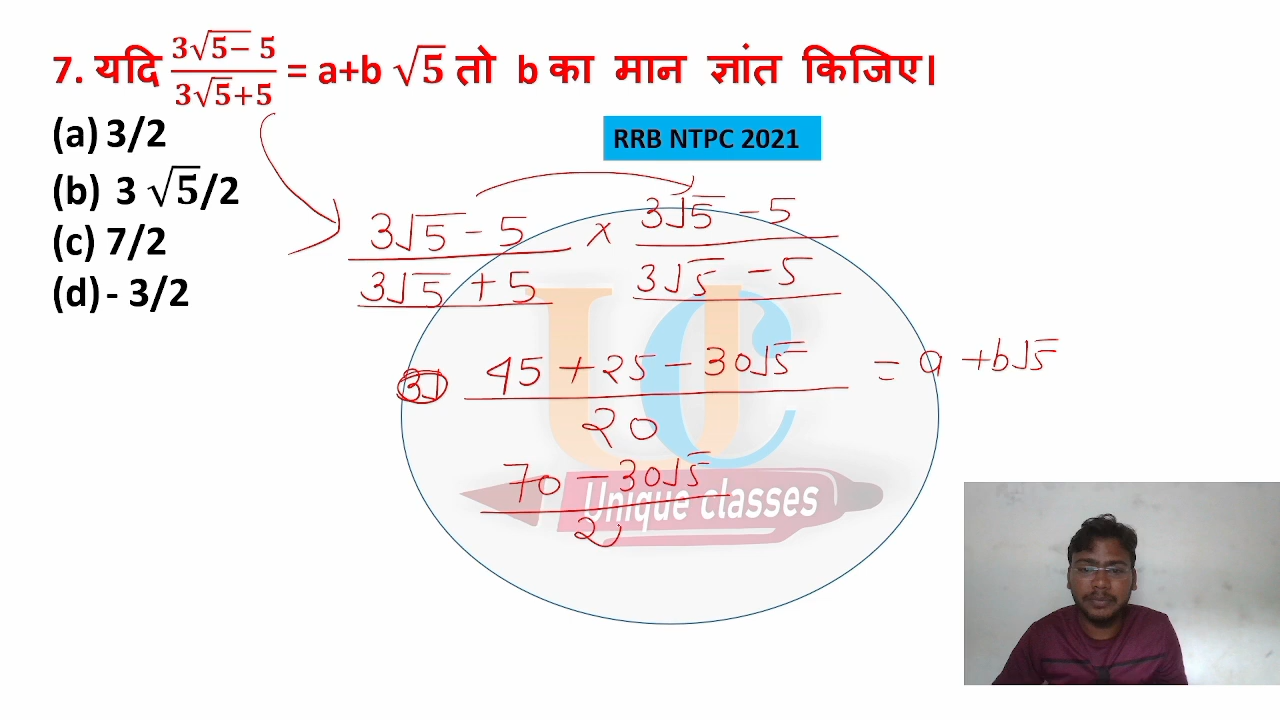 7. यदि (3√5− 5)/(3√5+5) = a+b √5 तो b का मान ज्ञांत किजिए।
(a) 3/2
RRB NTPC 2021
(b) 3 √5/2
(c) 7/2
(d) - 3/2
3√5 - 5 × 3√5 - 5
3√5 + 5 3√5 - 5
45 + 25 - 30√5 = a + b√5
20
70 - 30√5
Unique classes